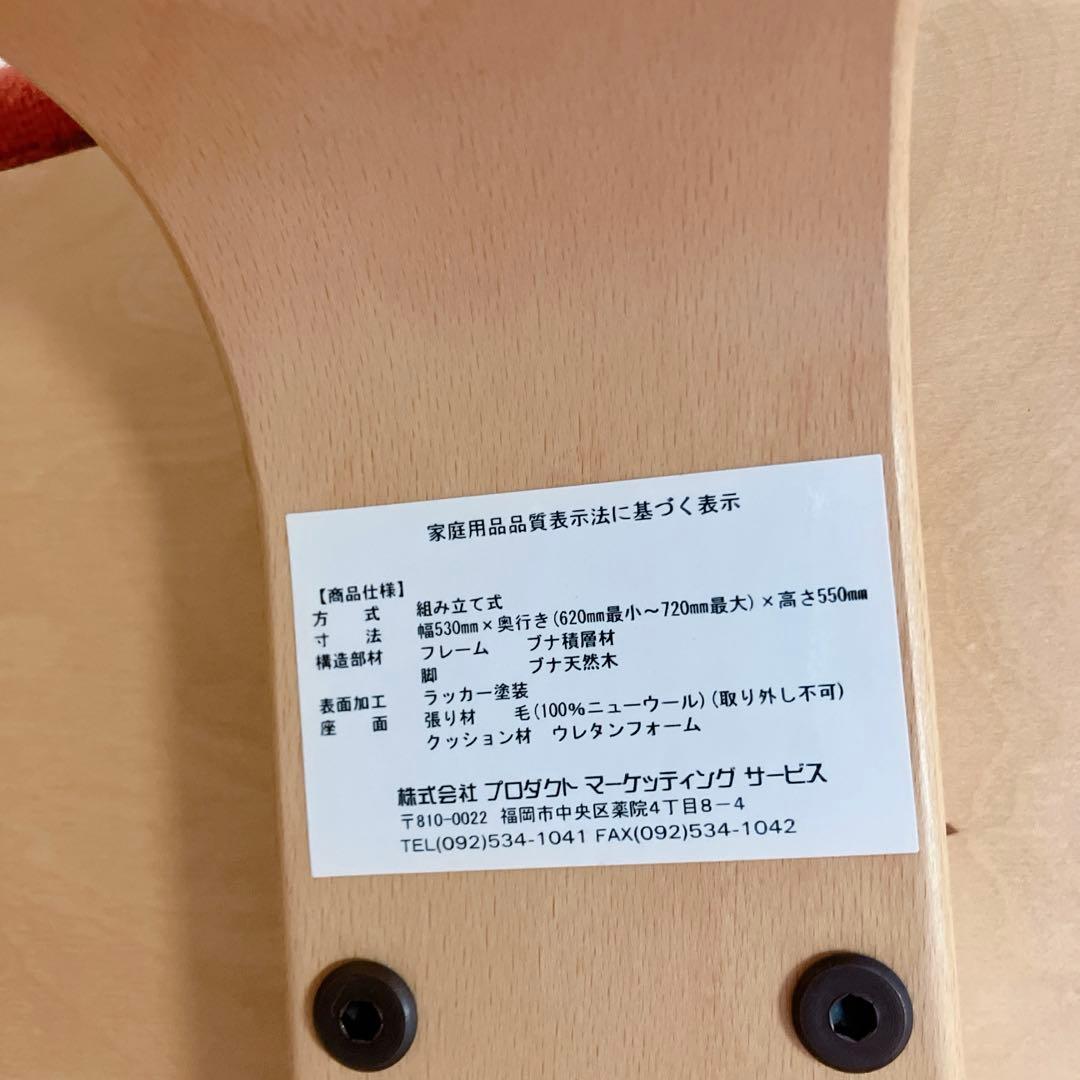 家庭用品品質表示法に基づく表示
【商品仕様】
方 式 組み立て式
寸 法 幅530mm×奥行き(620mm最小～720mm最大)×高さ550mm
構造部材 フレーム ブナ積層材
脚 ブナ天然木
表面加工 ラッカー塗装
座 面 張り材 毛(100%ニューウール)(取り外し不可)
クッション材 ウレタンフォーム
株式会社 プロダクト マーケッティング サービス
〒810-0022 福岡市中央区薬院4丁目8-4
TEL(092)534-1041 FAX(092)534-1042